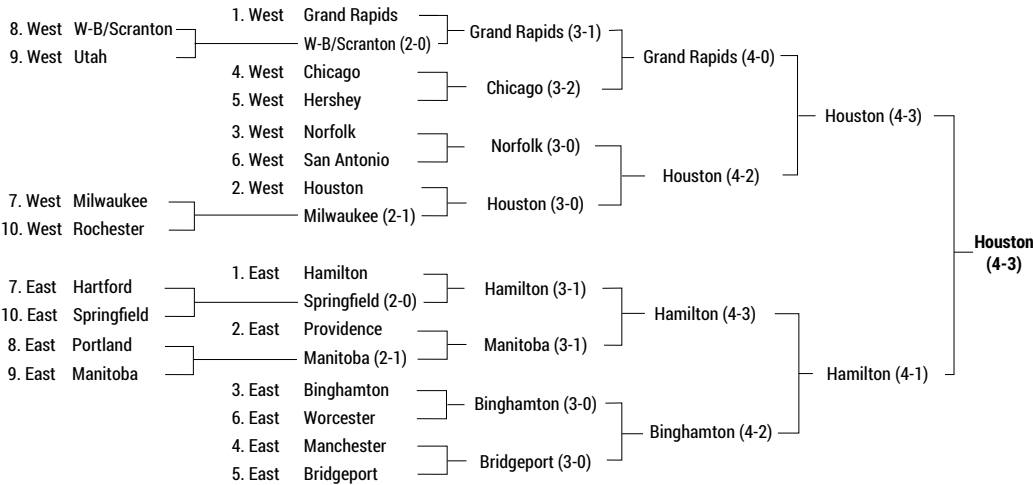 8. West W-B/Scranton
9. West Utah
7. West Milwaukee
10. West Rochester
7. East Hartford
10. East Springfield
8. East Portland
9. East Manitoba
1. West Grand Rapids
W-B/Scranton (2-0)
4. West Chicago
5. West Hershey
3. West Norfolk
6. West San Antonio
2. West Houston
Milwaukee (2-1)
1. East Hamilton
Springfield (2-0)
2. East Providence
Manitoba (2-1)
3. East Binghamton
6. East Worcester
4. East Manchester
5. East Bridgeport
Grand Rapids (3-1)
Chicago (3-2)
Norfolk (3-0)
Houston (3-0)
Hamilton (3-1)
Manitoba (3-1)
Binghamton (3-0)
Bridgeport (3-0)
Grand Rapids (4-0)
Houston (4-2)
Hamilton (4-3)
Binghamton (4-2)
Houston (4-3)
Hamilton (4-1)
Houston
(4-3)